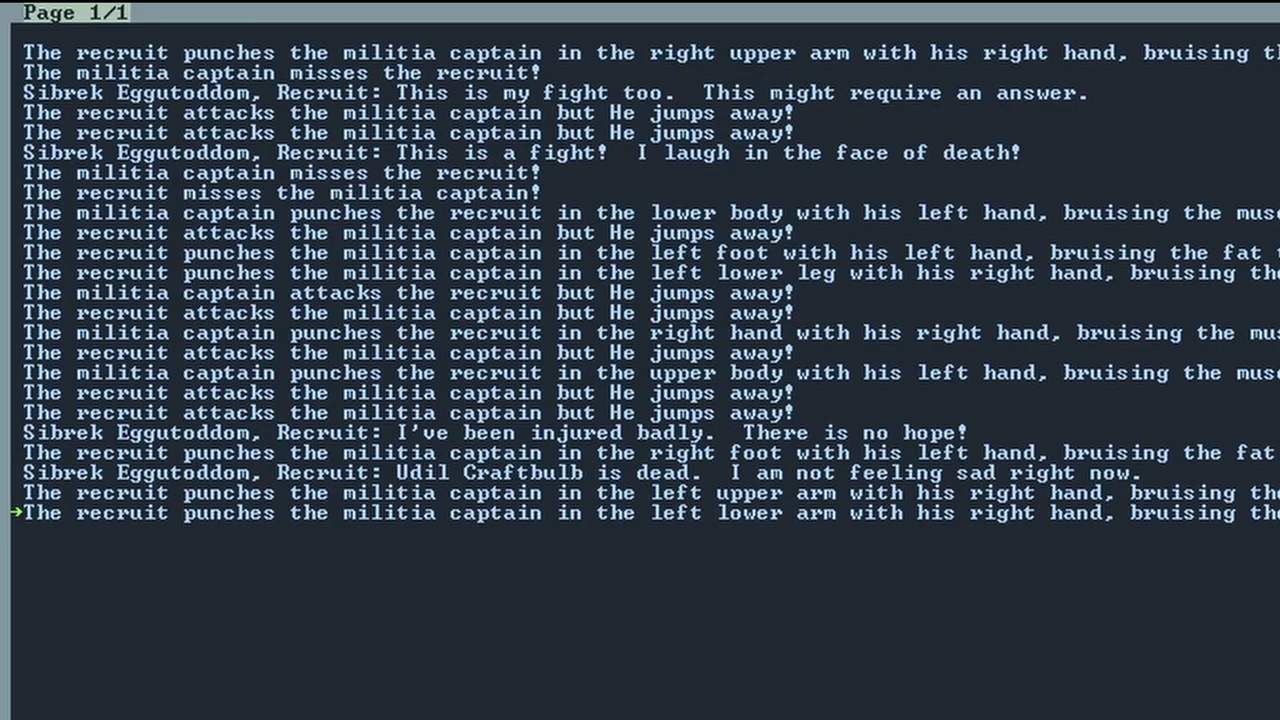 Page 1/1
The recruit punches the militia captain in the right upper arm with his right hand, bruising
The militia captain misses the recruit!
Sibrek Eggutoddom, Recruit: This is my fight too.  This might require an answer.
The recruit attacks the militia captain but He jumps away!
The recruit attacks the militia captain but He jumps away!
Sibrek Eggutoddom, Recruit: This is a fight!  I laugh in the face of death!
The militia captain misses the recruit!
The recruit misses the militia captain!
The militia captain punches the recruit in the lower body with his left hand, bruising the
The recruit attacks the militia captain but He jumps away!
The recruit punches the militia captain in the left foot with his left hand, bruising the fat
The recruit punches the militia captain in the left lower leg with his right hand, bruising
The militia captain attacks the recruit but He jumps away!
The recruit attacks the militia captain but He jumps away!
The militia captain punches the recruit in the right hand with his right hand, bruising the
The recruit attacks the militia captain but He jumps away!
The militia captain punches the recruit in the upper body with his left hand, bruising the
The recruit attacks the militia captain but He jumps away!
The recruit attacks the militia captain but He jumps away!
Sibrek Eggutoddom, Recruit: I've been injured badly.  There is no hope!
The recruit punches the militia captain in the right foot with his left hand, bruising the fat
Sibrek Eggutoddom, Recruit: Udil Craftbulb is dead.  I am not feeling sad right now.
The recruit punches the militia captain in the left upper arm with his right hand, bruising
The recruit punches the militia captain in the left lower arm with his right hand, bruising